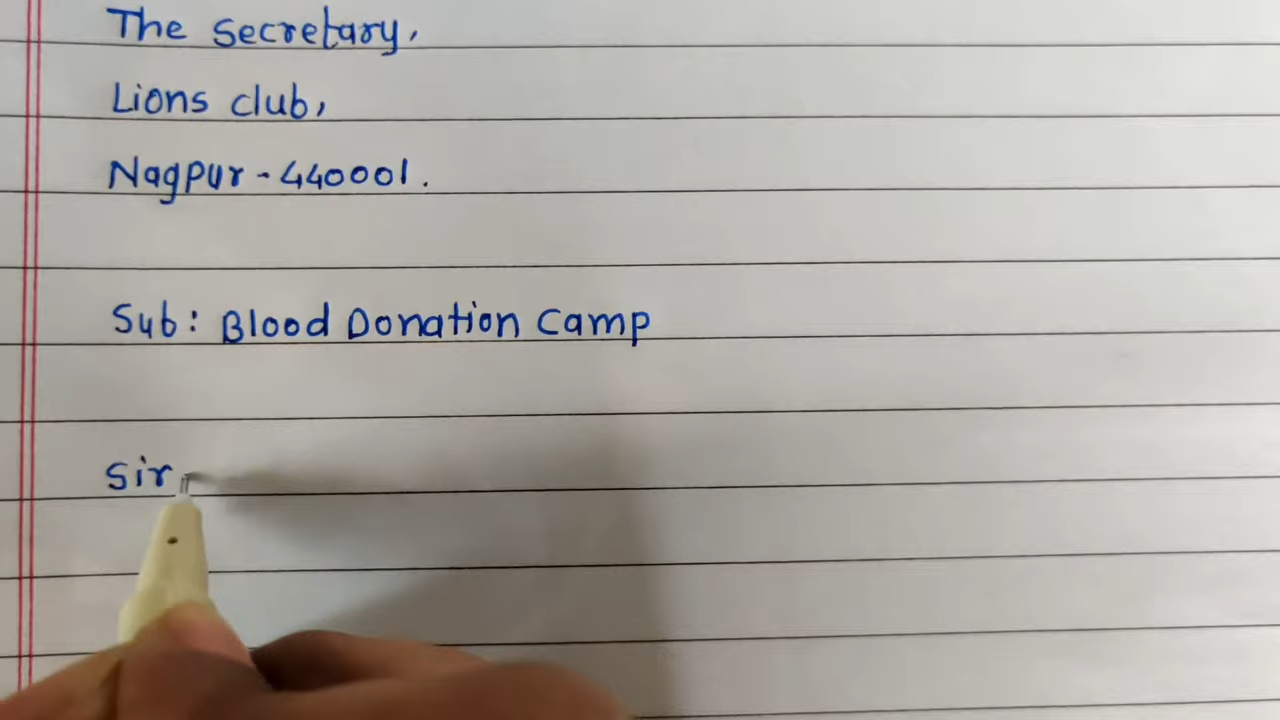 The Secretary,
Lions club,
Nagpur - 440001.
Sub: Blood Donation Camp
Sir